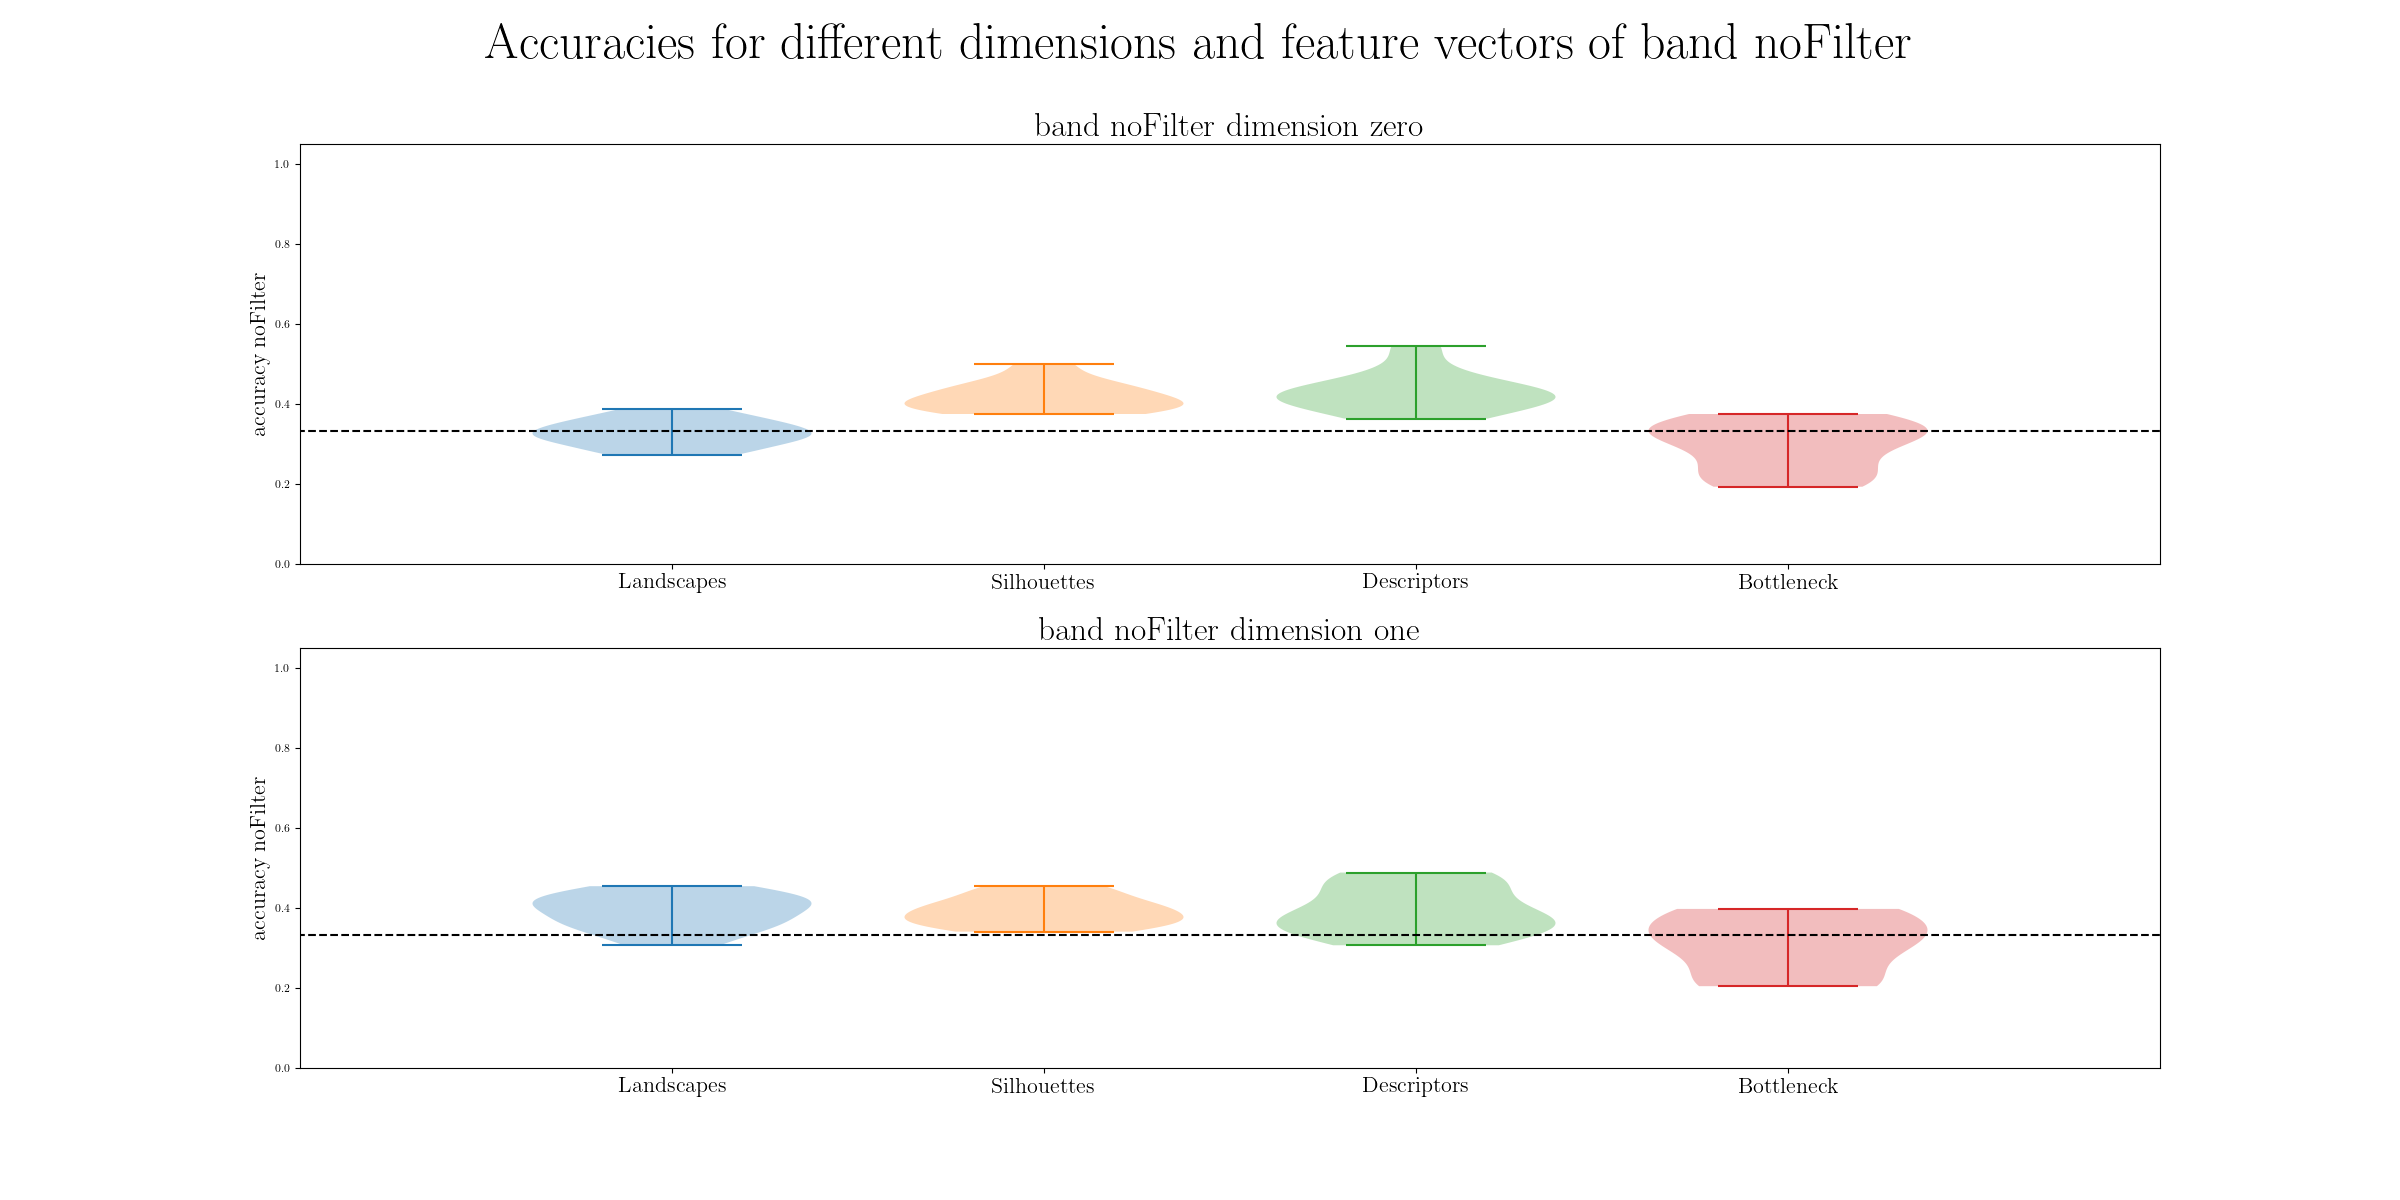 Accuracies for different dimensions and feature vectors of band noFilter
band noFilter dimension zero
accuracy noFilter
1.0
0.8
0.6
0.4
0.2
0.0
Landscapes Silhouettes Descriptors Bottleneck
band noFilter dimension one
accuracy noFilter
1.0
0.8
0.6
0.4
0.2
0.0
Landscapes Silhouettes Descriptors Bottleneck